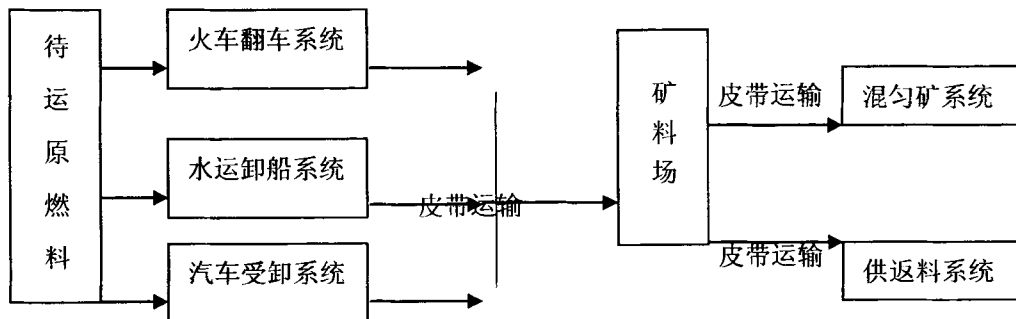 待运原燃料
火车翻车系统
水运卸船系统
汽车受卸系统
皮带运输
矿料场
皮带运输
混匀矿系统
皮带运输
供返料系统